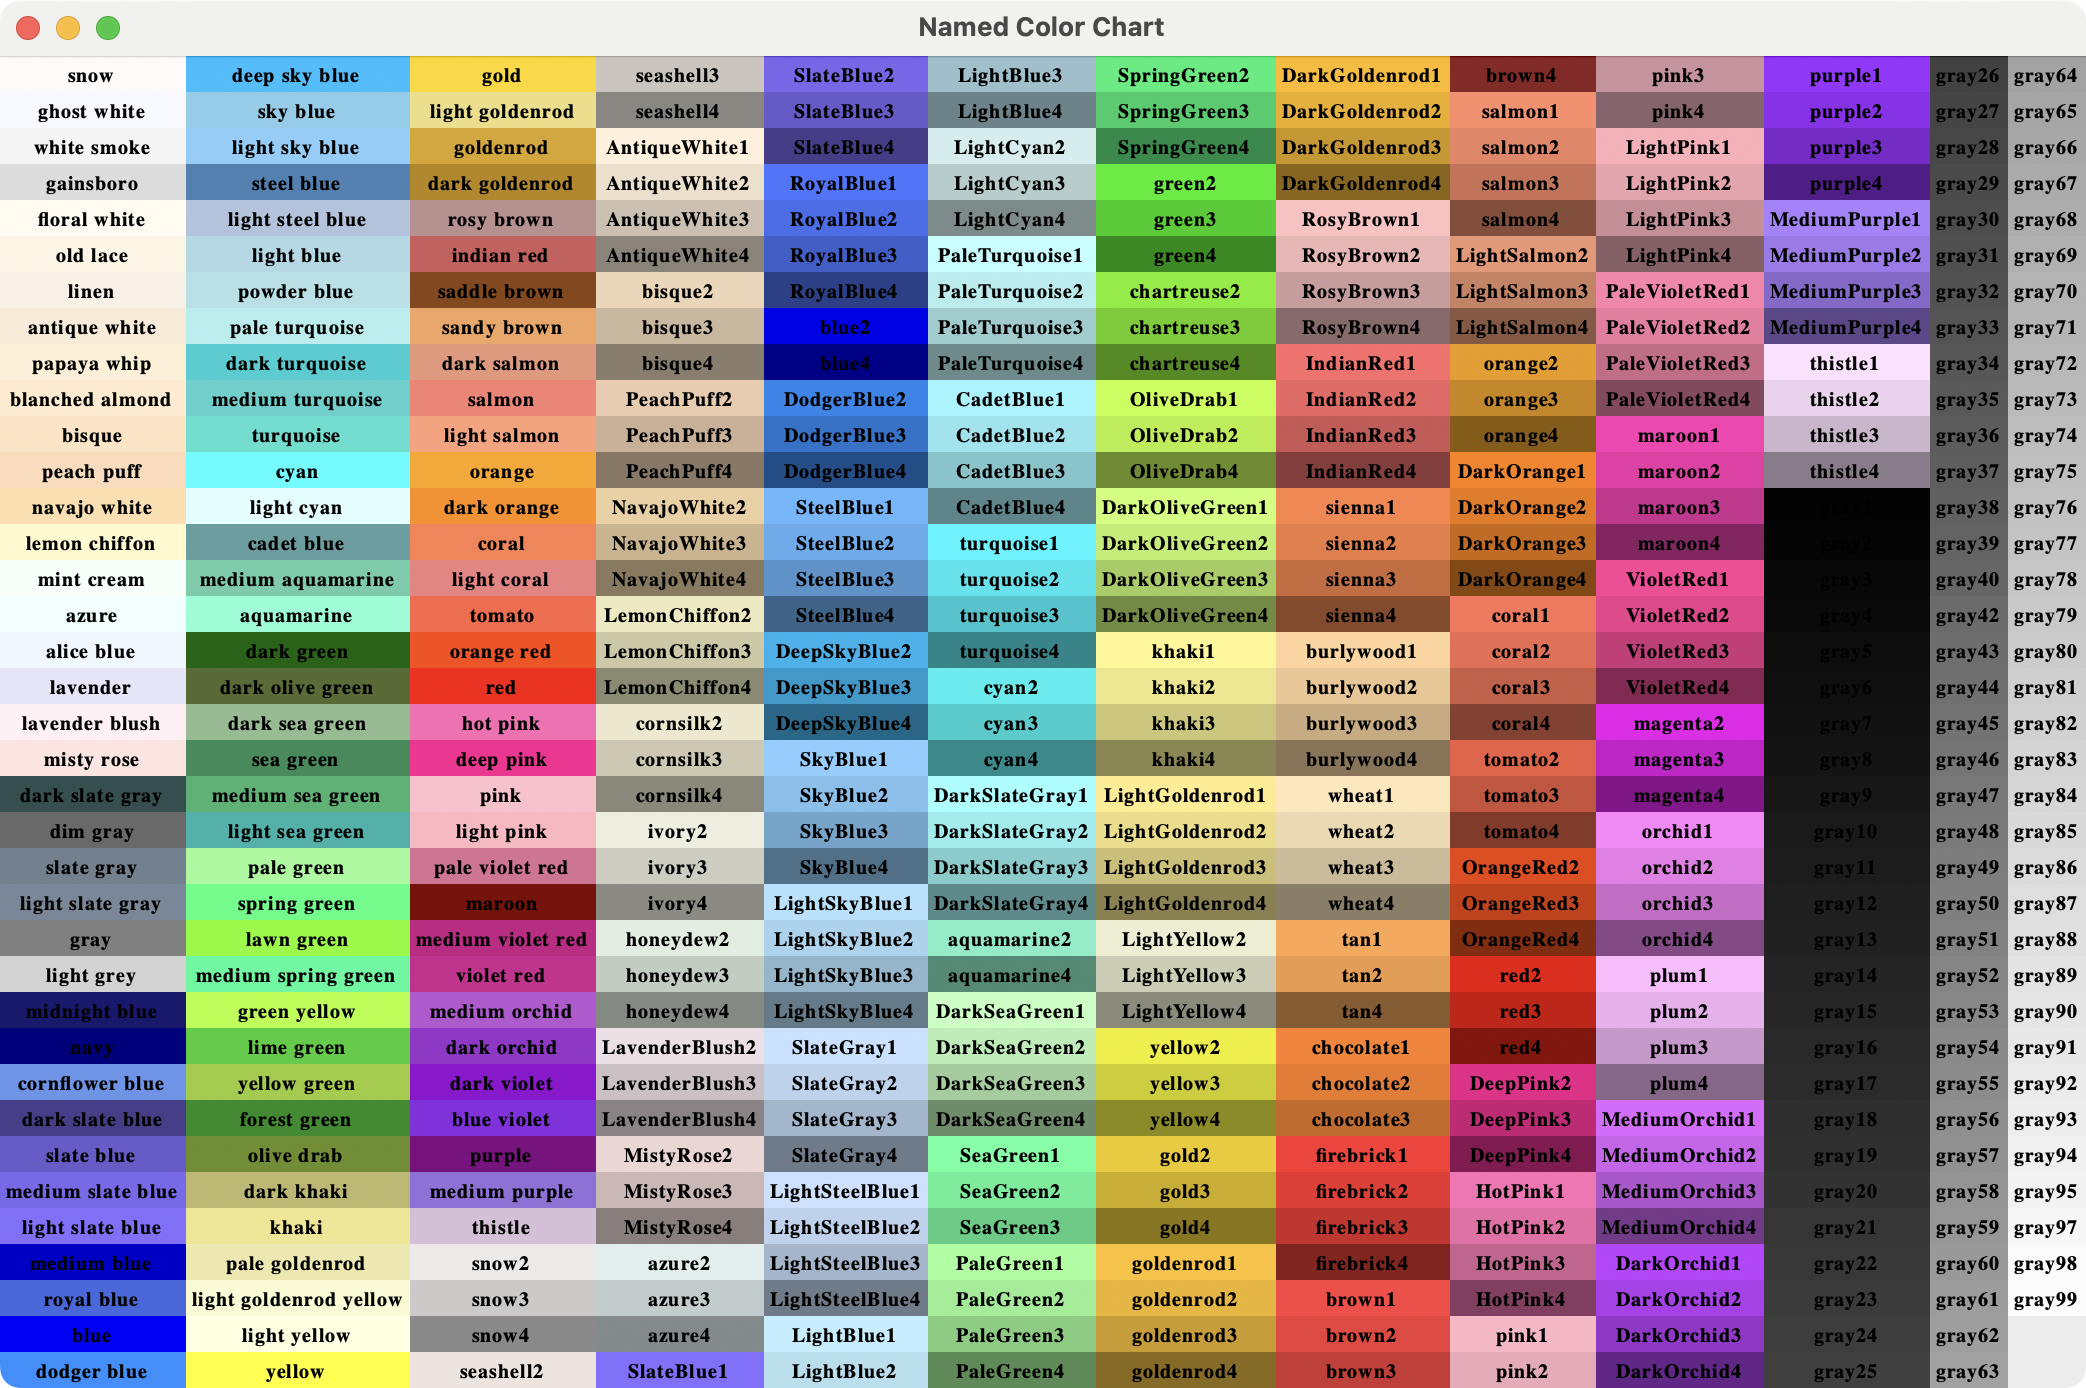 Named Color Chart
snow deep sky blue gold seashell3 SlateBlue2 LightBlue3 SpringGreen2 DarkGoldenrod1 brown4 pink3 purple1 gray26 gray64
ghost white sky blue light goldenrod seashell4 SlateBlue3 LightBlue4 SpringGreen3 DarkGoldenrod2 salmon1 pink4 purple2 gray27 gray65
white smoke light sky blue goldenrod AntiqueWhite1 SlateBlue4 LightCyan2 SpringGreen4 DarkGoldenrod3 salmon2 LightPink1 purple3 gray28 gray66
gainsboro steel blue dark goldenrod AntiqueWhite2 RoyalBlue1 LightCyan3 green2 DarkGoldenrod4 salmon3 LightPink2 purple4 gray29 gray67
floral white light steel blue rosy brown AntiqueWhite3 RoyalBlue2 LightCyan4 green3 RosyBrown1 salmon4 LightPink3 MediumPurple1 gray30 gray68
old lace light blue indian red AntiqueWhite4 RoyalBlue3 PaleTurquoise1 green4 RosyBrown2 LightSalmon2 LightPink4 MediumPurple2 gray31 gray69
linen powder blue saddle brown bisque2 RoyalBlue4 PaleTurquoise2 chartreuse2 RosyBrown3 LightSalmon3 PaleVioletRed1 MediumPurple3 gray32 gray70
antique white pale turquoise sandy brown bisque3 blue2 PaleTurquoise3 chartreuse3 RosyBrown4 LightSalmon4 PaleVioletRed2 MediumPurple4 gray33 gray71
papaya whip dark turquoise dark salmon bisque4 blue4 PaleTurquoise4 chartreuse4 IndianRed1 orange2 PaleVioletRed3 thistle1 gray34 gray72
blanched almond medium turquoise salmon PeachPuff2 DodgerBlue2 CadetBlue1 OliveDrab1 IndianRed2 orange3 PaleVioletRed4 thistle2 gray35 gray73
bisque turquoise light salmon PeachPuff3 DodgerBlue3 CadetBlue2 OliveDrab2 IndianRed3 orange4 maroon1 thistle3 gray36 gray74
peach puff cyan orange PeachPuff4 DodgerBlue4 CadetBlue3 OliveDrab4 IndianRed4 DarkOrange1 maroon2 thistle4 gray37 gray75
navajo white light cyan dark orange NavajoWhite2 SteelBlue1 CadetBlue4 DarkOliveGreen1 sienna1 DarkOrange2 maroon3 gray1 gray38 gray76
lemon chiffon cadet blue coral NavajoWhite3 SteelBlue2 turquoise1 DarkOliveGreen2 sienna2 DarkOrange3 maroon4 gray2 gray39 gray77
mint cream medium aquamarine light coral NavajoWhite4 SteelBlue3 turquoise2 DarkOliveGreen3 sienna3 DarkOrange4 VioletRed1 gray3 gray40 gray78
azure aquamarine tomato LemonChiffon2 SteelBlue4 turquoise3 DarkOliveGreen4 sienna4 coral1 VioletRed2 gray4 gray42 gray79
alice blue dark green orange red LemonChiffon3 DeepSkyBlue2 turquoise4 khaki1 burlywood1 coral2 VioletRed3 gray5 gray43 gray80
lavender dark olive green red LemonChiffon4 DeepSkyBlue3 cyan2 khaki2 burlywood2 coral3 VioletRed4 gray6 gray44 gray81
lavender blush dark sea green hot pink cornsilk2 DeepSkyBlue4 cyan3 khaki3 burlywood3 coral4 magenta2 gray7 gray45 gray82
misty rose sea green deep pink cornsilk3 SkyBlue1 cyan4 khaki4 burlywood4 tomato2 magenta3 gray8 gray46 gray83
dark slate gray medium sea green pink cornsilk4 SkyBlue2 DarkSlateGray1 LightGoldenrod1 wheat1 tomato3 magenta4 gray9 gray47 gray84
dim gray light sea green light pink ivory2 SkyBlue3 DarkSlateGray2 LightGoldenrod2 wheat2 tomato4 orchid1 gray10 gray48 gray85
slate gray pale green pale violet red ivory3 SkyBlue4 DarkSlateGray3 LightGoldenrod3 wheat3 OrangeRed2 orchid2 gray11 gray49 gray86
light slate gray spring green maroon ivory4 LightSkyBlue1 DarkSlateGray4 LightGoldenrod4 wheat4 OrangeRed3 orchid3 gray12 gray50 gray87
gray lawn green medium violet red honeydew2 LightSkyBlue2 aquamarine2 LightYellow2 tan1 OrangeRed4 orchid4 gray13 gray51 gray88
light grey medium spring green violet red honeydew3 LightSkyBlue3 aquamarine4 LightYellow3 tan2 red2 plum1 gray14 gray52 gray89
midnight blue green yellow medium orchid honeydew4 LightSkyBlue4 DarkSeaGreen1 LightYellow4 tan4 red3 plum2 gray15 gray53 gray90
navy lime green dark orchid LavenderBlush2 SlateGray1 DarkSeaGreen2 yellow2 chocolate1 red4 plum3 gray16 gray54 gray91
cornflower blue yellow green dark violet LavenderBlush3 SlateGray2 DarkSeaGreen3 yellow3 chocolate2 DeepPink2 plum4 gray17 gray55 gray92
dark slate blue forest green blue violet LavenderBlush4 SlateGray3 DarkSeaGreen4 yellow4 chocolate3 DeepPink3 MediumOrchid1 gray18 gray56 gray93
slate blue olive drab purple MistyRose2 SlateGray4 SeaGreen1 gold2 firebrick1 DeepPink4 MediumOrchid2 gray19 gray57 gray94
medium slate blue dark khaki medium purple MistyRose3 LightSteelBlue1 SeaGreen2 gold3 firebrick2 HotPink1 MediumOrchid3 gray20 gray58 gray95
light slate blue khaki thistle MistyRose4 LightSteelBlue2 SeaGreen3 gold4 firebrick3 HotPink2 MediumOrchid4 gray21 gray59 gray97
medium blue pale goldenrod snow2 azure2 LightSteelBlue3 PaleGreen1 goldenrod1 firebrick4 HotPink3 DarkOrchid1 gray22 gray60 gray98
royal blue light goldenrod yellow snow3 azure3 LightSteelBlue4 PaleGreen2 goldenrod2 brown1 HotPink4 DarkOrchid2 gray23 gray61 gray99
blue light yellow snow4 azure4 LightBlue1 PaleGreen3 goldenrod3 brown2 pink1 DarkOrchid3 gray24 gray62
dodger blue yellow seashell2 SlateBlue1 LightBlue2 PaleGreen4 goldenrod4 brown3 pink2 DarkOrchid4 gray25 gray63